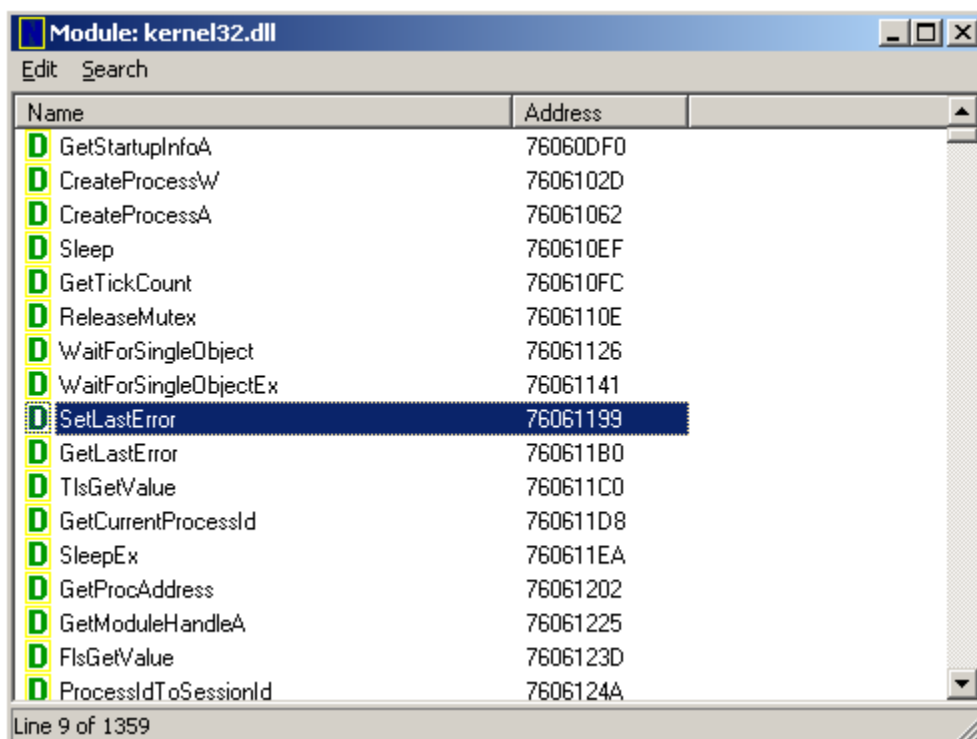 Module: kernel32.dll
Edit Search
Name Address
D GetStartupInfoA 76060DF0
D CreateProcessW 7606102D
D CreateProcessA 76061062
D Sleep 760610EF
D GetTickCount 760610FC
D ReleaseMutex 7606110E
D WaitForSingleObject 76061126
D WaitForSingleObjectEx 76061141
D SetLastError 76061199
D GetLastError 760611B0
D TlsGetValue 760611C0
D GetCurrentProcessId 760611D8
D SleepEx 760611EA
D GetProcAddress 76061202
D GetModuleHandleA 76061225
D FlsGetValue 7606123D
D ProcessIdToSessionId 7606124A
Line 9 of 1359